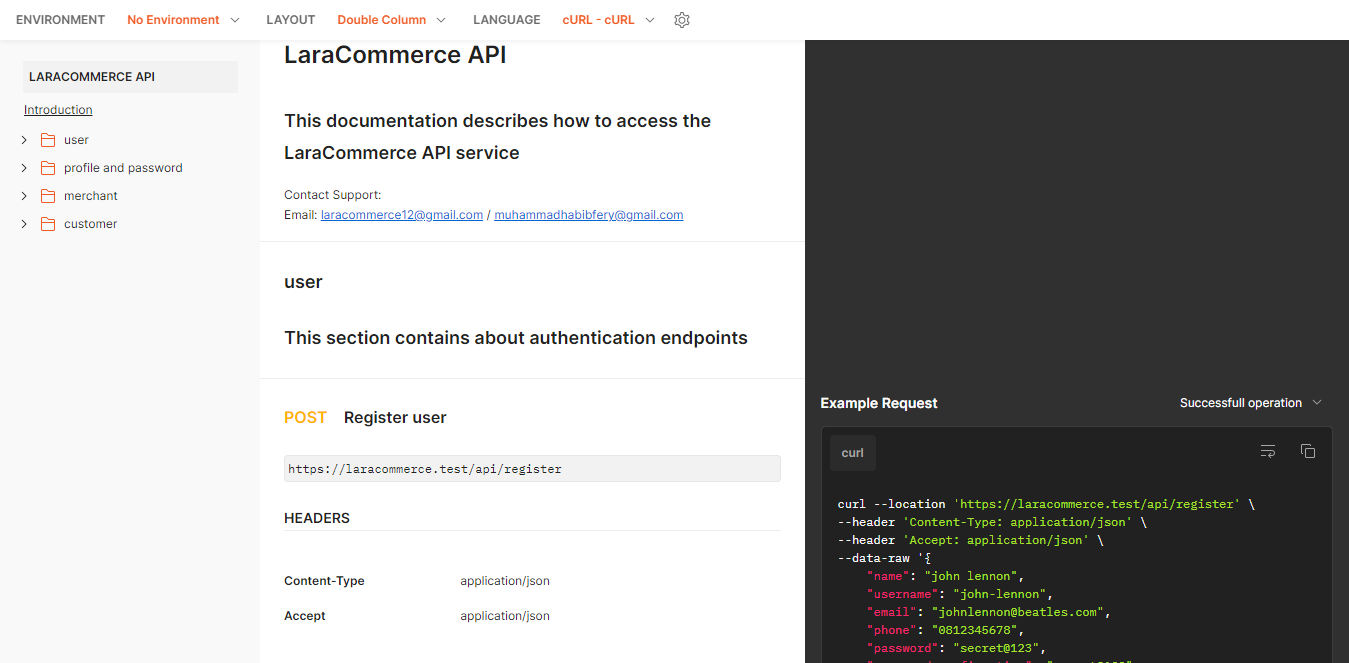 ENVIRONMENT No Environment LAYOUT Double Column LANGUAGE cURL - cURL
LARACOMMERCE API
Introduction
user
profile and password
merchant
customer
LaraCommerce API
This documentation describes how to access the
LaraCommerce API service
Contact Support:
Email: laracommerce12@gmail.com / muhammadhabibfery@gmail.com
user
This section contains about authentication endpoints
POST Register user
https://laracommerce.test/api/register
HEADERS
Content-Type application/json
Accept application/json
Example Request Successfull operation
curl
curl --location 'https://laracommerce.test/api/register' \
--header 'Content-Type: application/json' \
--header 'Accept: application/json' \
--data-raw '{
"name": "john lennon",
"username": "john-lennon",
"email": "johnlennon@beatles.com",
"phone": "0812345678",
"password": "secret@123",